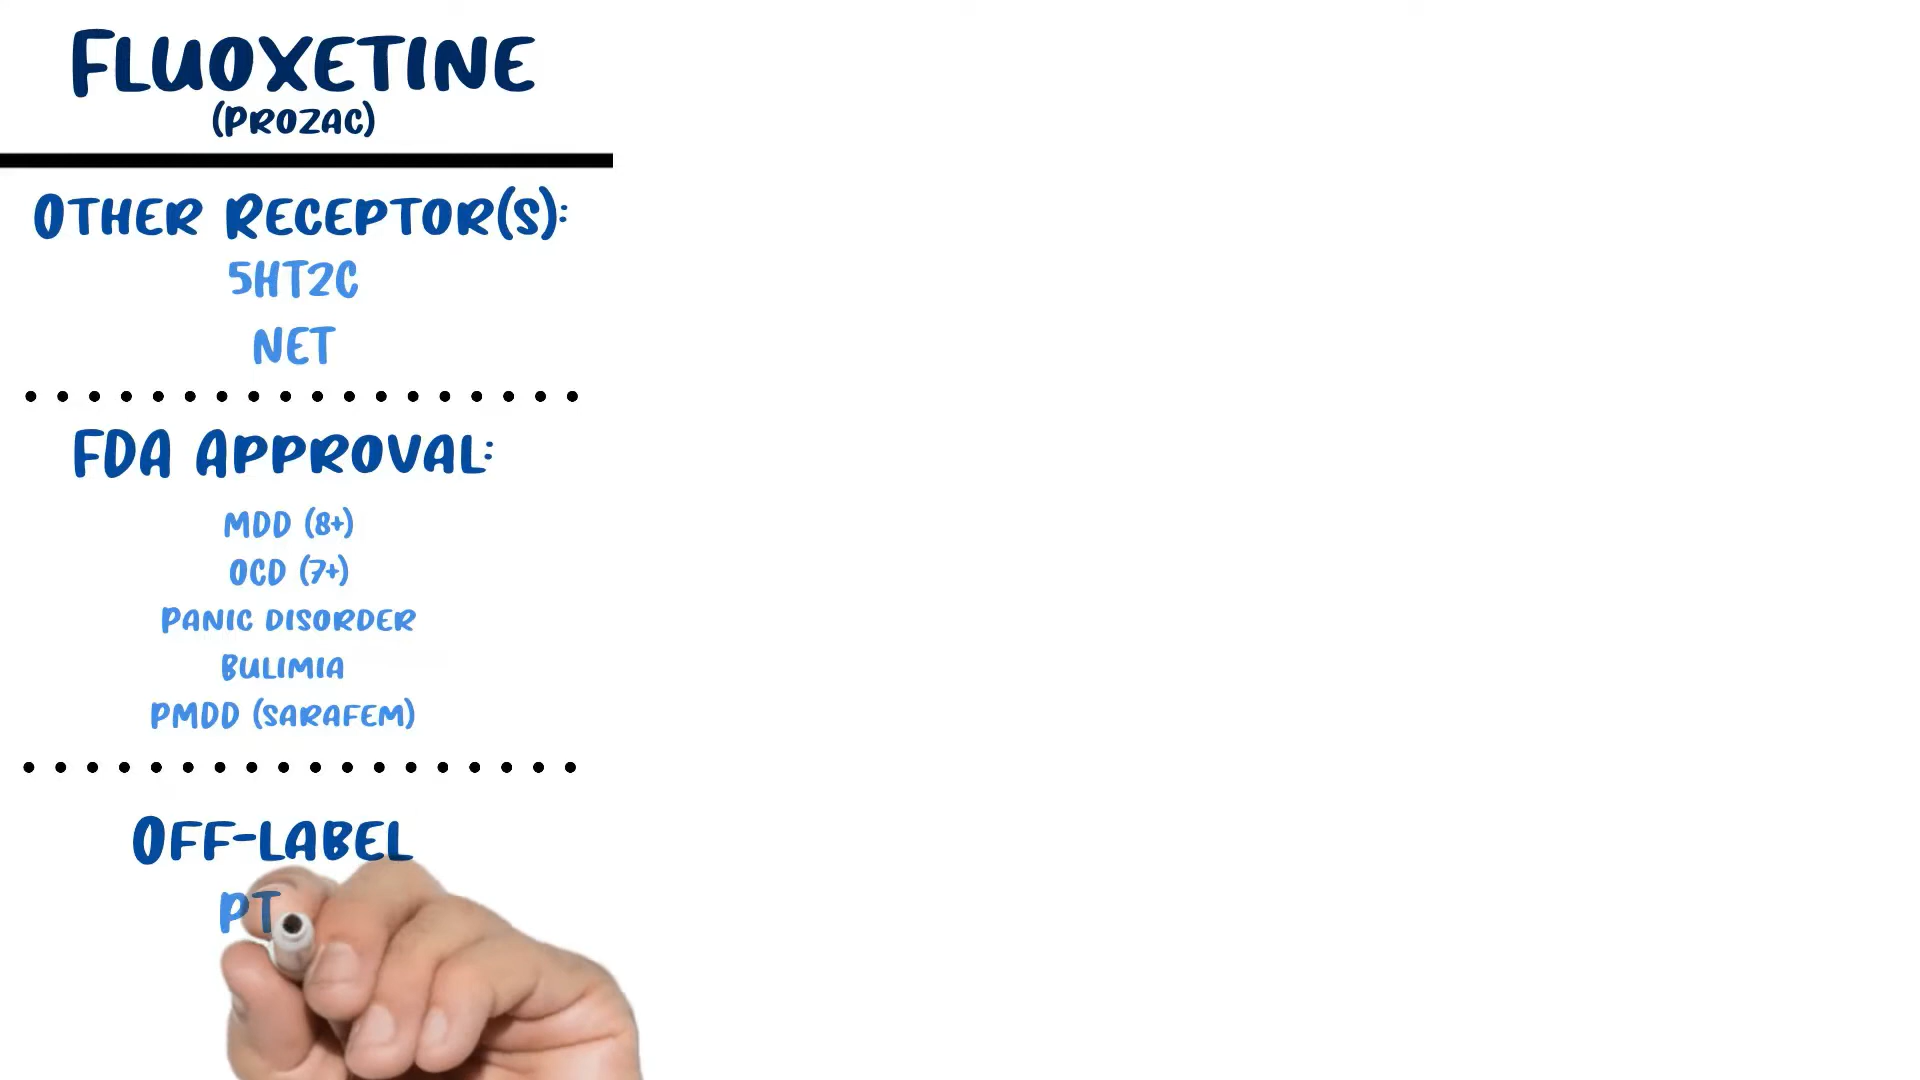 FLUOXETINE
(PROZAC)
OTHER RECEPTOR(S):
5HT2C
NET
FDA APPROVAL:
MDD (8+)
OCD (7+)
PANIC DISORDER
BULIMIA
PMDD (SARAFEM)
OFF-LABEL
PT